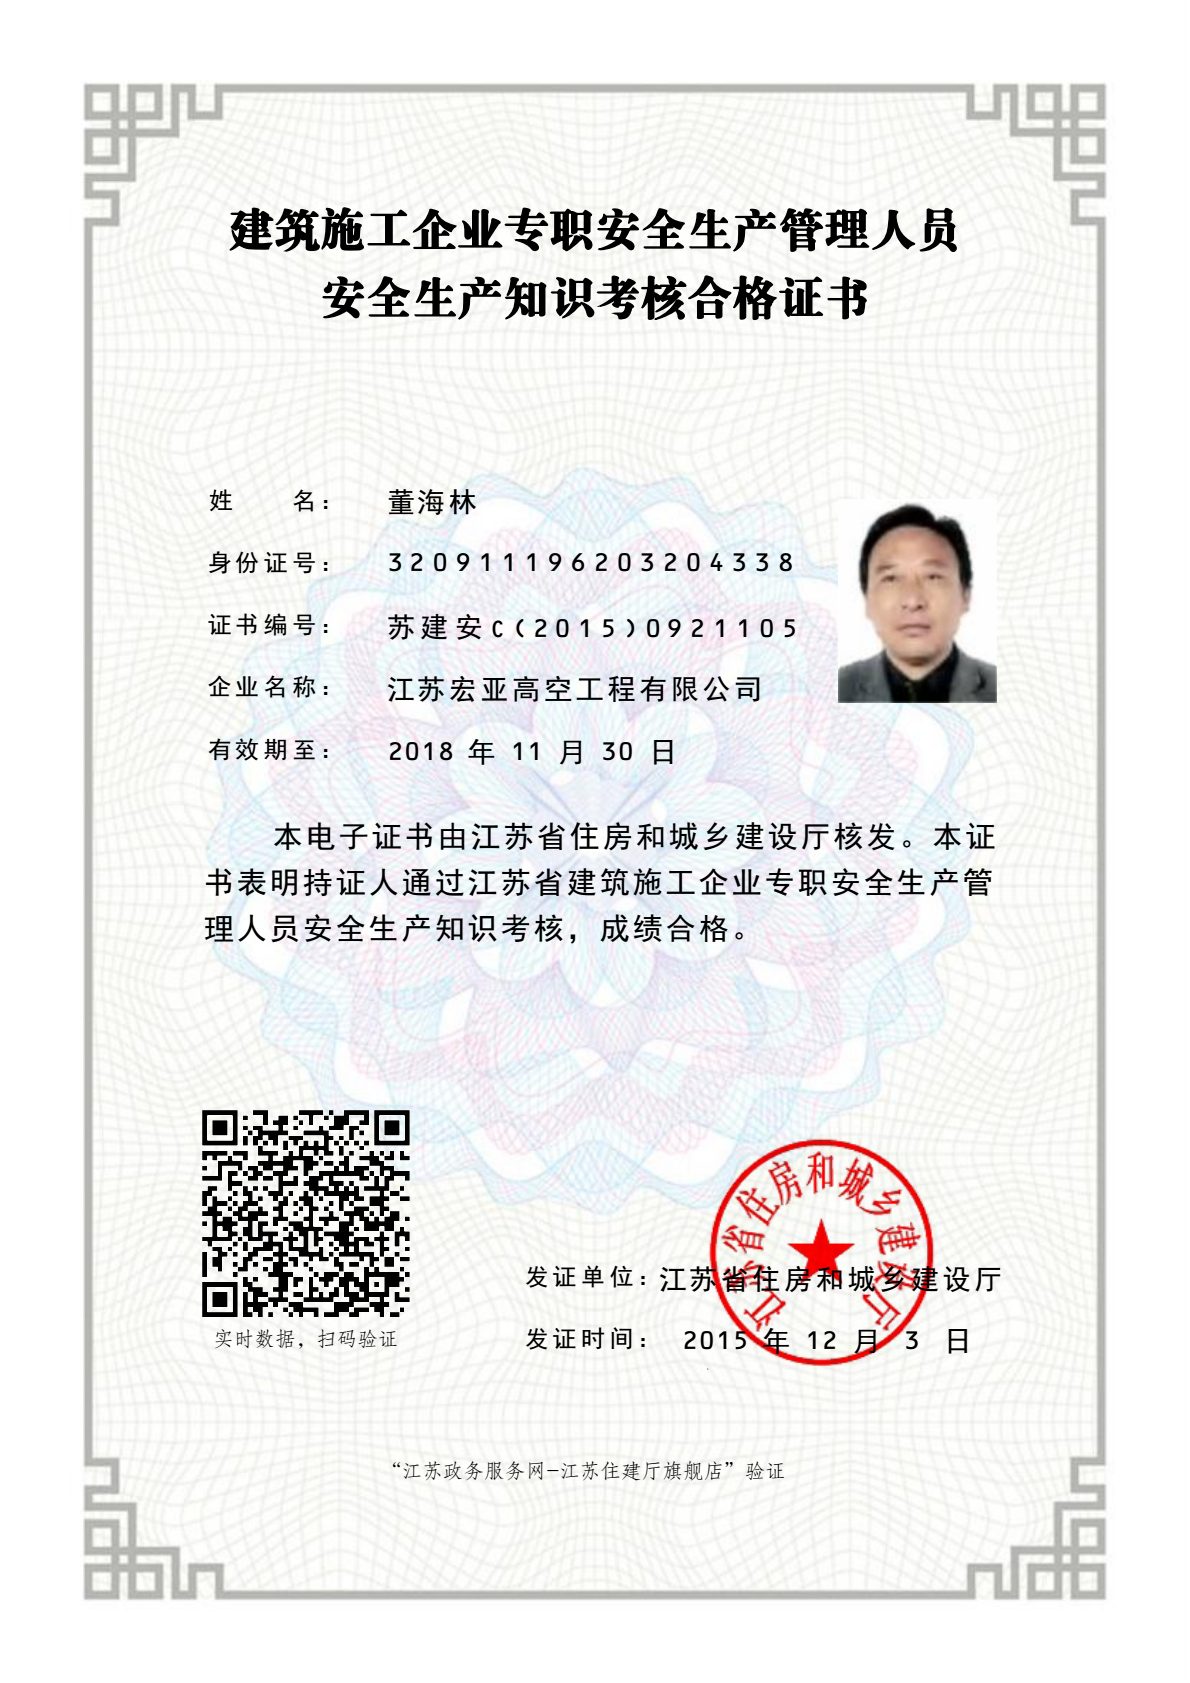 建筑施工企业专职安全生产管理人员
安全生产知识考核合格证书
姓　　名： 董海林
身份证号： 320911196203204338
证书编号： 苏建安C(2015)0921105
企业名称： 江苏宏亚高空工程有限公司
有效期至： 2018 年 11 月 30 日
本电子证书由江苏省住房和城乡建设厅核发。本证
书表明持证人通过江苏省建筑施工企业专职安全生产管
理人员安全生产知识考核，成绩合格。
江苏省住房和城乡建设厅
发证单位： 江苏省住房和城乡建设厅
发证时间： 2015 年 12 月 3 日
实时数据，扫码验证
“江苏政务服务网-江苏住建厅旗舰店”验证